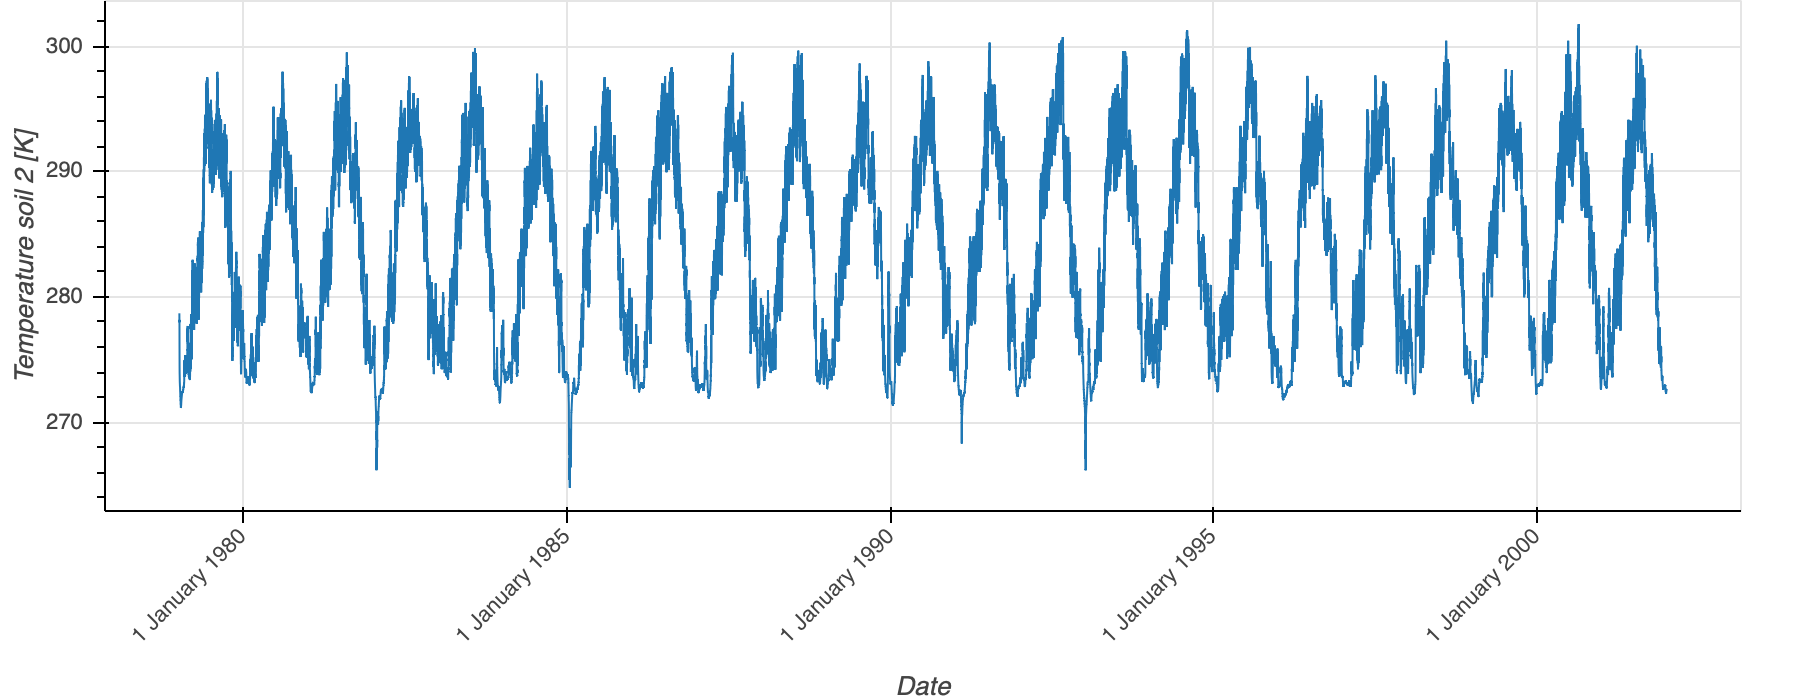 Temperature soil 2 [K]
300
290
280
270
1 January 1980
1 January 1985
1 January 1990
1 January 1995
1 January 2000
Date